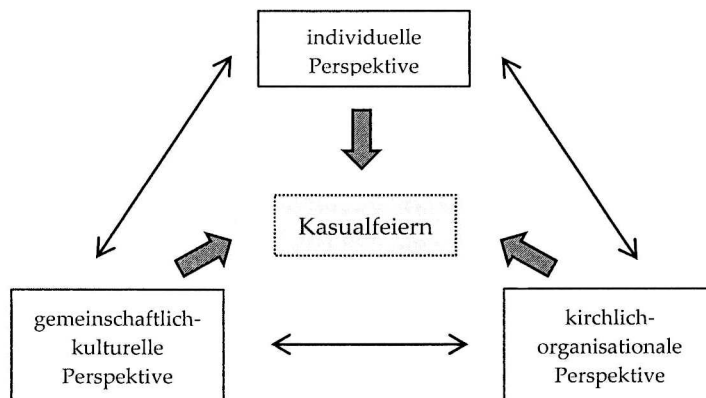 individuelle
Perspektive
Kasualfeiern
gemeinschaftlich-
kulturelle
Perspektive
kirchlich-
organisationale
Perspektive